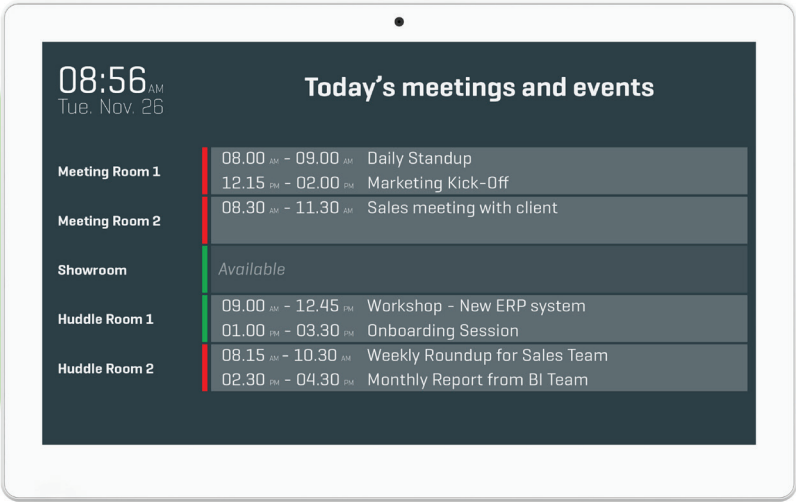 08:56 AM
Tue. Nov. 26
Today's meetings and events
Meeting Room 1
08.00 AM - 09.00 AM Daily Standup
12.15 PM - 02.00 PM Marketing Kick-Off
Meeting Room 2
08.30 AM - 11.30 AM Sales meeting with client
Showroom
Available
Huddle Room 1
09.00 AM - 12.45 PM Workshop - New ERP system
01.00 PM - 03.30 PM Onboarding Session
Huddle Room 2
08.15 AM - 10.30 AM Weekly Roundup for Sales Team
02.30 PM - 04.30 PM Monthly Report from BI Team